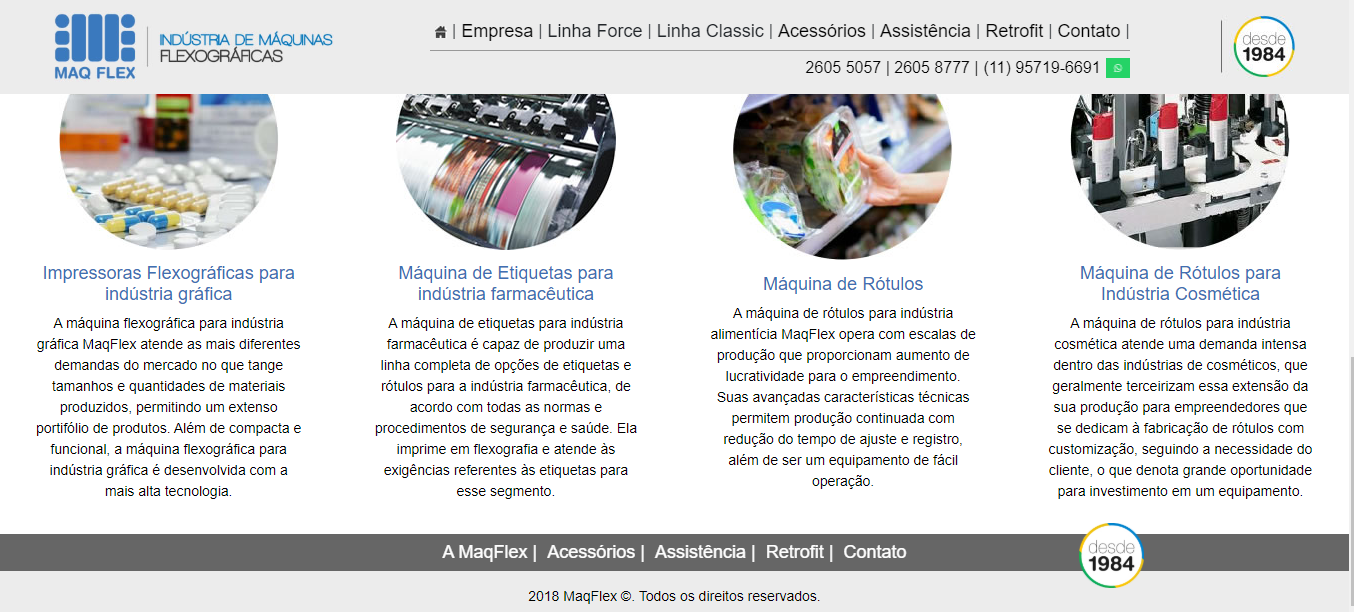 MAQ FLEX
INDÚSTRIA DE MÁQUINAS
FLEXOGRÁFICAS
| Empresa | Linha Force | Linha Classic | Acessórios | Assistência | Retrofit | Contato |
2605 5057 | 2605 8777 | (11) 95719-6691
desde
1984
Impressoras Flexográficas para
indústria gráfica
A máquina flexográfica para indústria
gráfica MaqFlex atende as mais diferentes
demandas do mercado no que tange
tamanhos e quantidades de materiais
produzidos, permitindo um extenso
portifólio de produtos. Além de compacta e
funcional, a máquina flexográfica para
indústria gráfica é desenvolvida com a
mais alta tecnologia.
Máquina de Etiquetas para
indústria farmacêutica
A máquina de etiquetas para indústria
farmacêutica é capaz de produzir uma
linha completa de opções de etiquetas e
rótulos para a indústria farmacêutica, de
acordo com todas as normas e
procedimentos de segurança e saúde. Ela
imprime em flexografia e atende às
exigências referentes às etiquetas para
esse segmento.
Máquina de Rótulos
A máquina de rótulos para indústria
alimentícia MaqFlex opera com escalas de
produção que proporcionam aumento de
lucratividade para o empreendimento.
Suas avançadas características técnicas
permitem produção continuada com
redução do tempo de ajuste e registro,
além de ser um equipamento de fácil
operação.
Máquina de Rótulos para
Indústria Cosmética
A máquina de rótulos para indústria
cosmética atende uma demanda intensa
dentro das indústrias de cosméticos, que
geralmente terceirizam essa extensão da
sua produção para empreendedores que
se dedicam à fabricação de rótulos com
customização, seguindo a necessidade do
cliente, o que denota grande oportunidade
para investimento em um equipamento.
A MaqFlex | Acessórios | Assistência | Retrofit | Contato
desde
1984
2018 MaqFlex ©. Todos os direitos reservados.